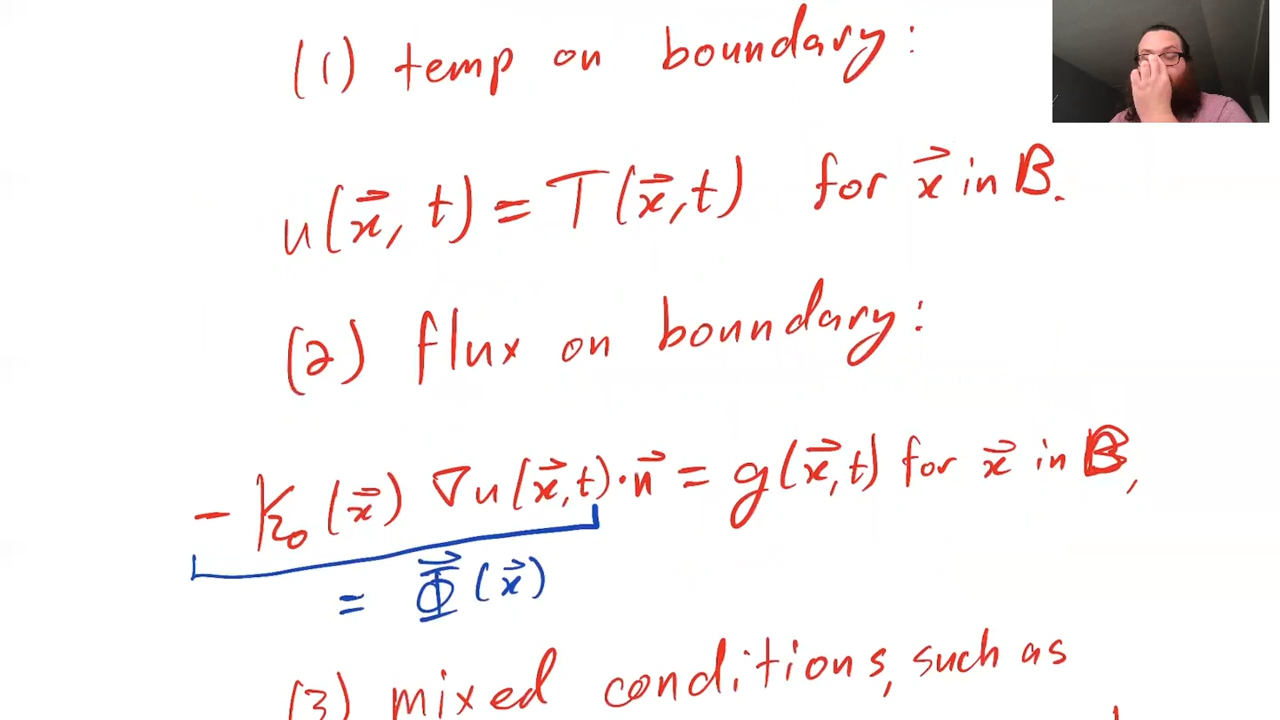 (1) temp on boundary:
u(x⃗, t) = T(x⃗,t) for x⃗ in B.
(2) flux on boundary:
- K₀(x⃗) ∇u(x⃗,t)·n⃗ = g(x⃗,t) for x⃗ in B,
= Φ⃗(x⃗)
(3) mixed conditions, such as